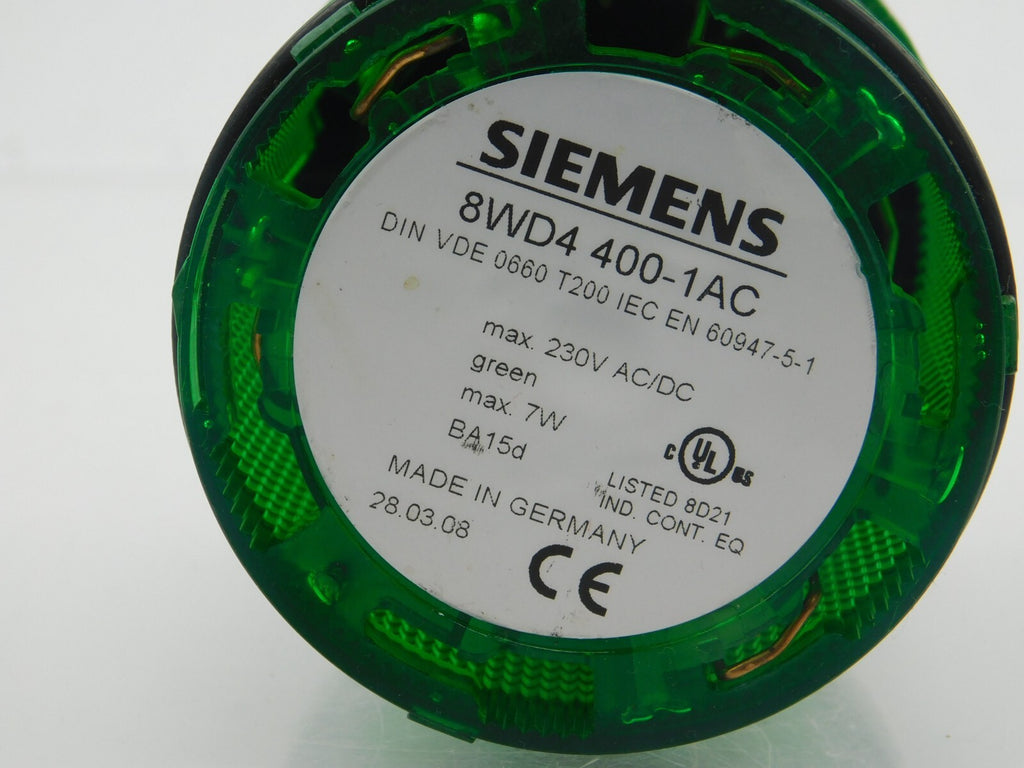 SIEMENS
8WD4 400-1AC
DIN VDE 0660 T200 IEC EN 60947-5-1
max. 230V AC/DC
green
max. 7W
BA15d
C UL US
LISTED 8D21
IND. CONT. EQ
MADE IN GERMANY
28.03.08
CE